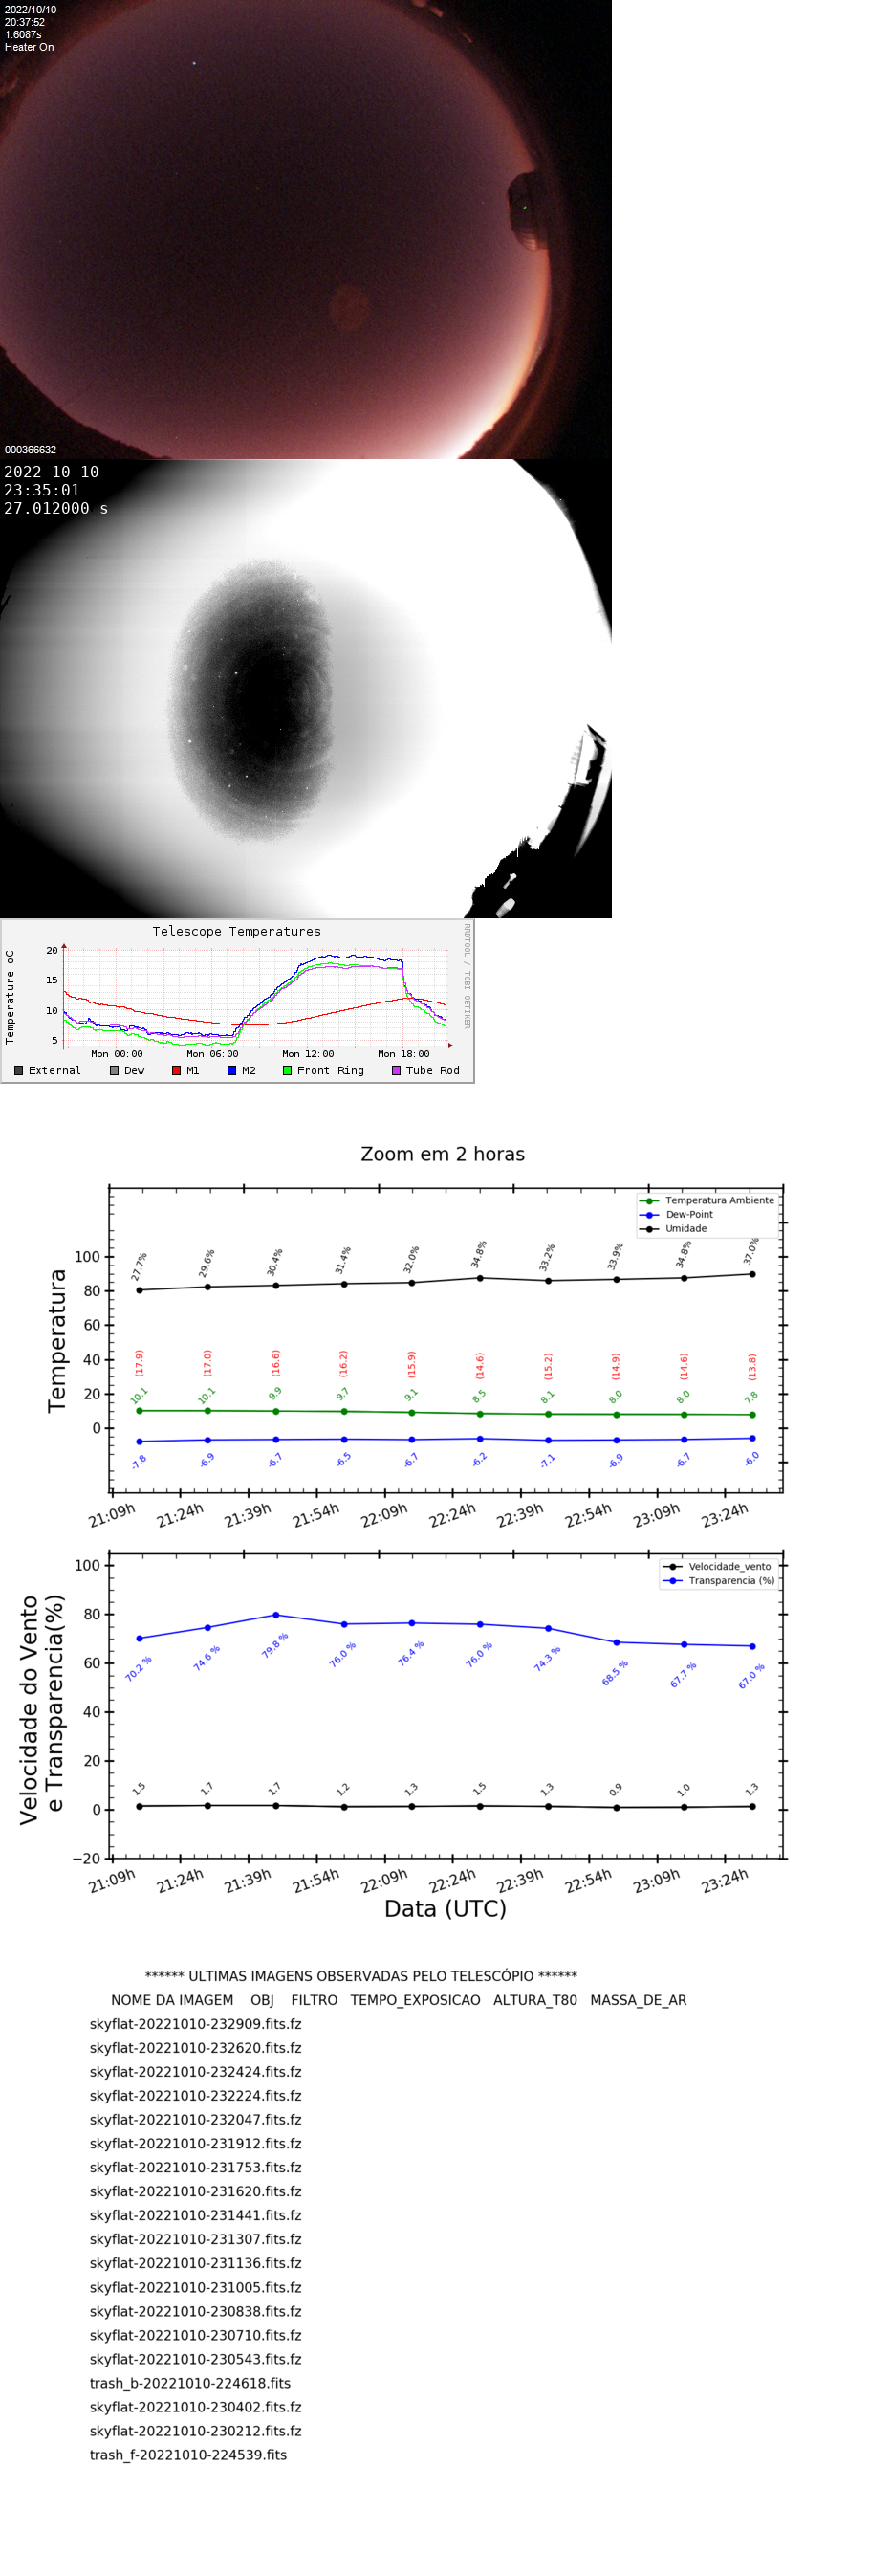 2022/10/10
20:37:52
1.6087s
Heater On
000366632
2022-10-10
23:35:01
27.012000 s
Telescope Temperatures
RRDTOOL / TOBI OETIKER
Temperature oC
20
15
10
5
Mon 00:00 Mon 06:00 Mon 12:00 Mon 18:00
External Dew M1 M2 Front Ring Tube Rod
Zoom em 2 horas
Temperatura
Temperatura Ambiente
Dew-Point
Umidade
100
80
60
40
20
0
27.7% 29.6% 30.4% 31.4% 32.0% 34.8% 33.2% 33.9% 34.8% 37.0%
(17.9) (17.0) (16.6) (16.2) (15.9) (14.6) (15.2) (14.9) (14.6) (13.8)
10.1 10.1 9.9 9.7 9.1 8.5 8.1 8.0 8.0 7.8
-7.8 -6.9 -6.7 -6.5 -6.7 -6.2 -7.1 -6.9 -6.7 -6.0
21:09h 21:24h 21:39h 21:54h 22:09h 22:24h 22:39h 22:54h 23:09h 23:24h
Velocidade do Vento
e Transparencia(%)
Velocidade_vento
Transparencia (%)
100
80
60
40
20
0
−20
70.2 % 74.6 % 79.8 % 76.0 % 76.4 % 76.0 % 74.3 % 68.5 % 67.7 % 67.0 %
1.5 1.7 1.7 1.2 1.3 1.5 1.3 0.9 1.0 1.3
21:09h 21:24h 21:39h 21:54h 22:09h 22:24h 22:39h 22:54h 23:09h 23:24h
Data (UTC)
****** ULTIMAS IMAGENS OBSERVADAS PELO TELESCÓPIO ******
NOME DA IMAGEM OBJ FILTRO TEMPO_EXPOSICAO ALTURA_T80 MASSA_DE_AR
skyflat-20221010-232909.fits.fz
skyflat-20221010-232620.fits.fz
skyflat-20221010-232424.fits.fz
skyflat-20221010-232224.fits.fz
skyflat-20221010-232047.fits.fz
skyflat-20221010-231912.fits.fz
skyflat-20221010-231753.fits.fz
skyflat-20221010-231620.fits.fz
skyflat-20221010-231441.fits.fz
skyflat-20221010-231307.fits.fz
skyflat-20221010-231136.fits.fz
skyflat-20221010-231005.fits.fz
skyflat-20221010-230838.fits.fz
skyflat-20221010-230710.fits.fz
skyflat-20221010-230543.fits.fz
trash_b-20221010-224618.fits
skyflat-20221010-230402.fits.fz
skyflat-20221010-230212.fits.fz
trash_f-20221010-224539.fits